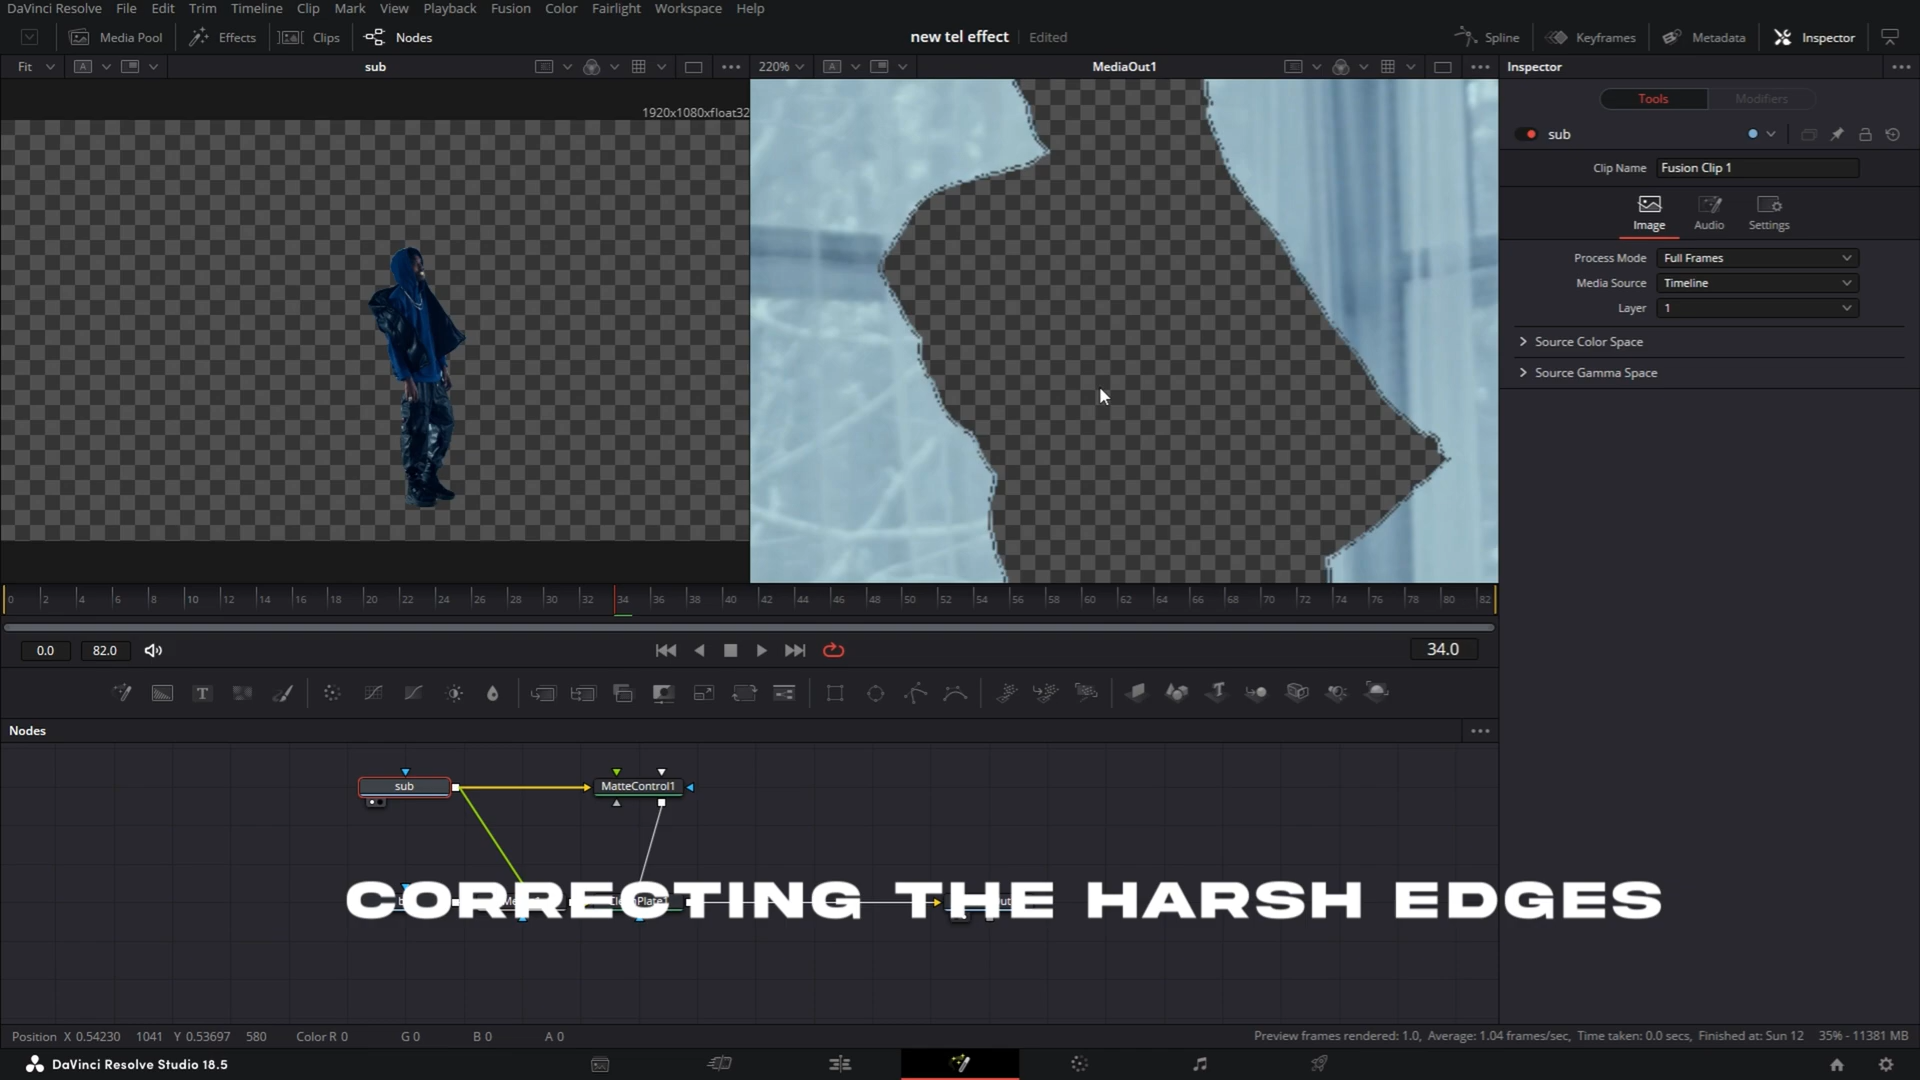 DaVinci Resolve File Edit Trim Timeline Clip Mark View Playback Fusion Color Fairlight Workspace Help
Media Pool Effects Clips Nodes new tel effect Edited Spline Keyframes Metadata Inspector
Fit A sub 220% A MediaOut1 Inspector
Tools Modifiers
1920x1080xfloat32
sub
Clip Name Fusion Clip 1
Image Audio Settings
Process Mode Full Frames
Media Source Timeline
Layer 1
Source Color Space
Source Gamma Space
0 2 4 6 8 10 12 14 16 18 20 22 24 26 28 30 32 34 36 38 40 42 44 46 48 50 52 54 56 58 60 62 64 66 68 70 72 74 76 78 80 82
0.0 82.0 34.0
T
Nodes
sub MatteControl1
CORRECTING THE HARSH EDGES
Position X 0.54230 1041 Y 0.53697 580 Color R 0 G 0 B 0 A 0 Preview frames rendered: 1.0, Average: 1.04 frames/sec, Time taken: 0.0 secs, Finished at: Sun 12 35% - 11381 MB
DaVinci Resolve Studio 18.5